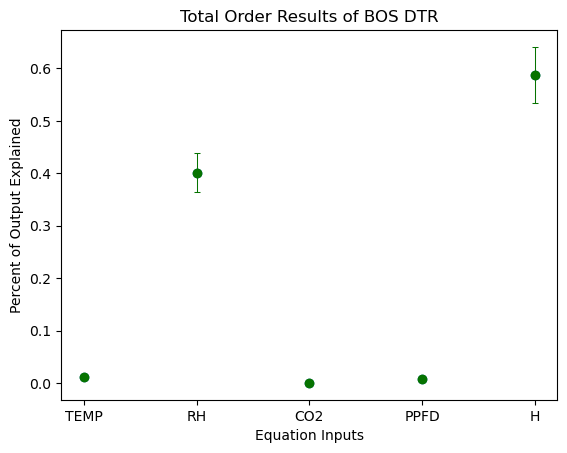 Total Order Results of BOS DTR
Percent of Output Explained
0.6
0.5
0.4
0.3
0.2
0.1
0.0
TEMP RH CO2 PPFD H
Equation Inputs